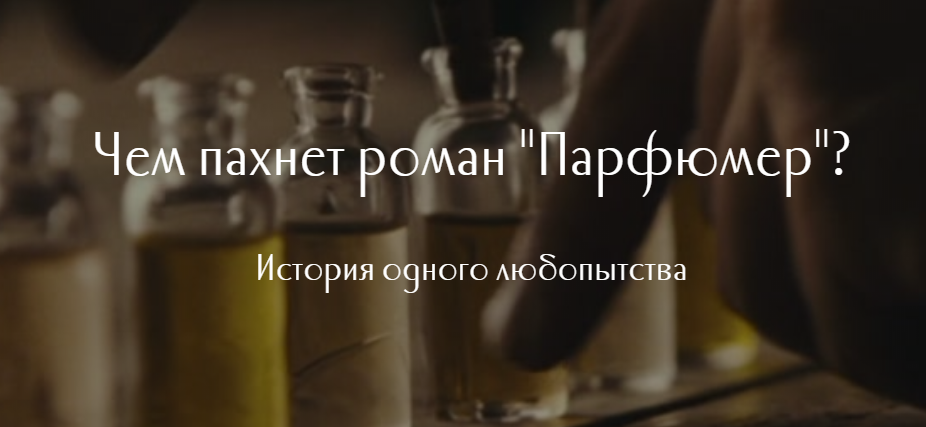 Чем пахнет роман "Парфюмер"?
История одного любопытства